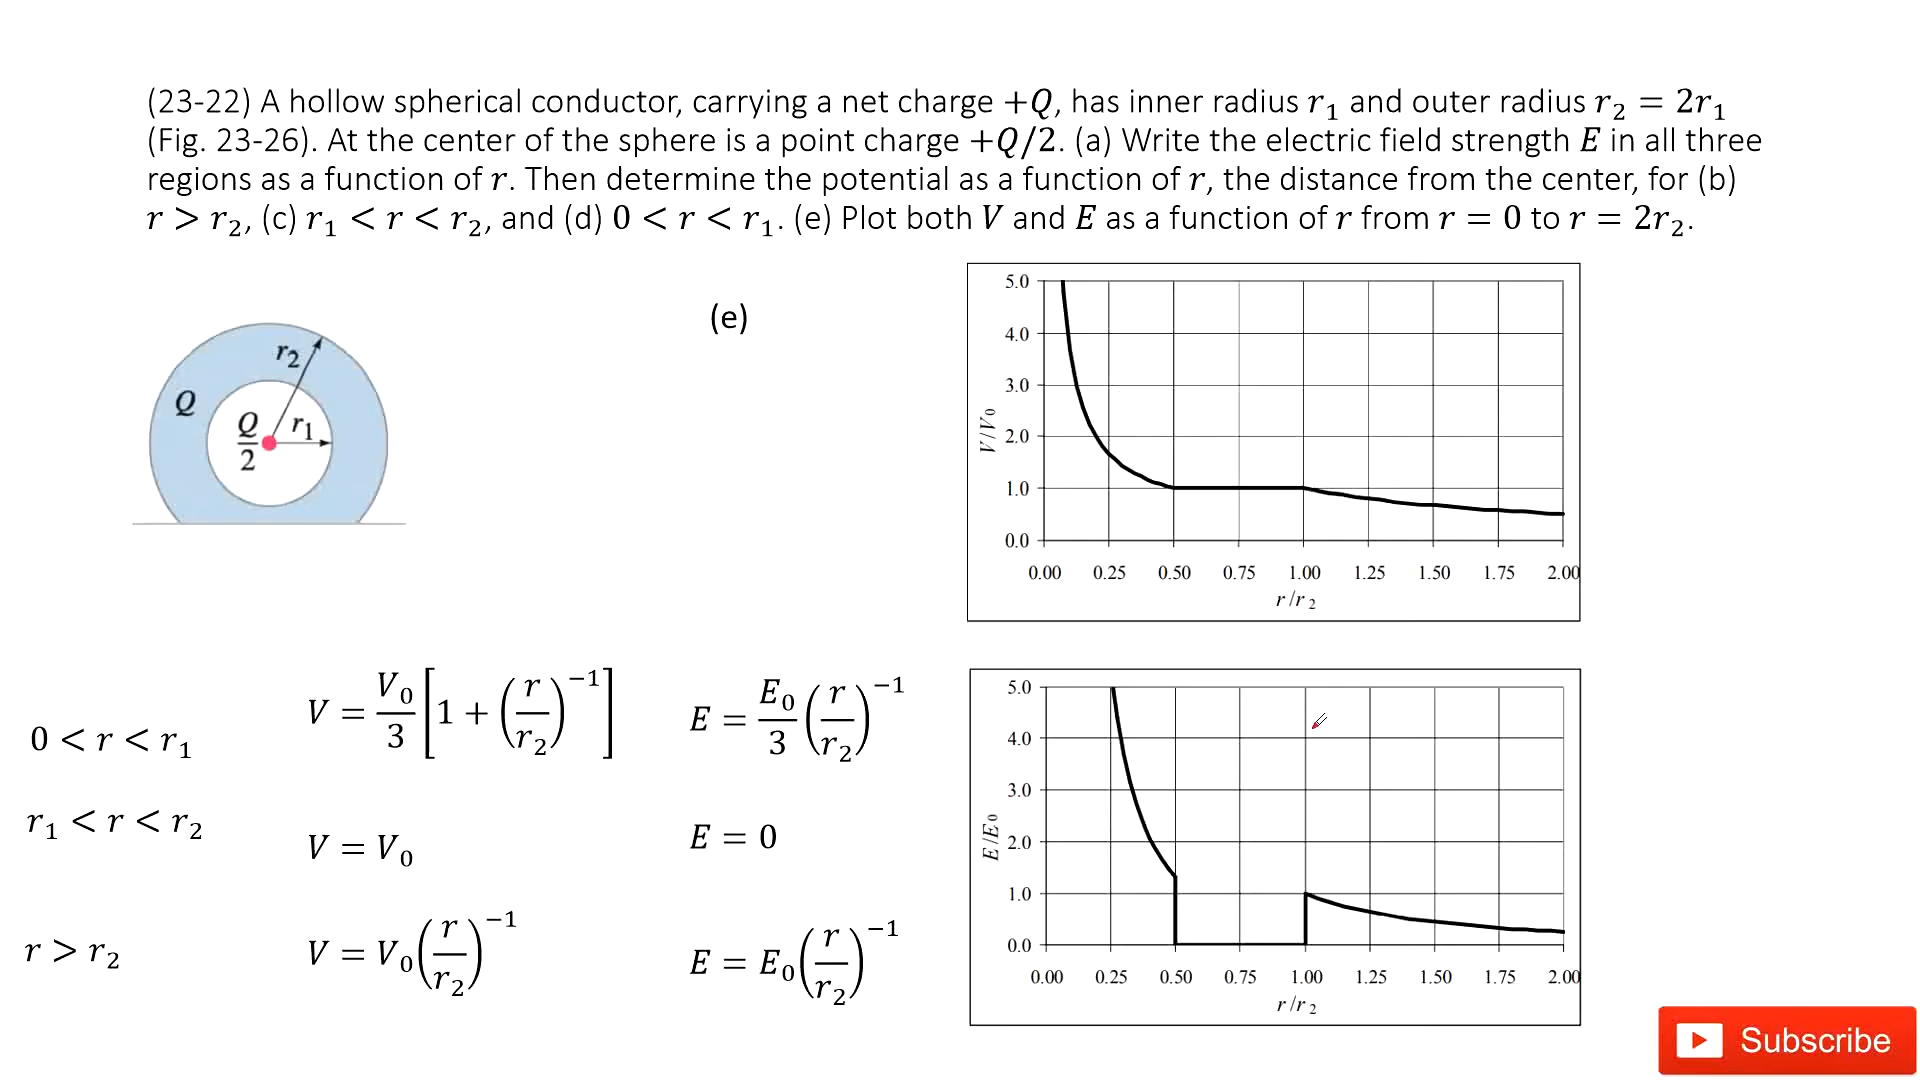 (23-22) A hollow spherical conductor, carrying a net charge +Q, has inner radius r₁ and outer radius r₂ = 2r₁
(Fig. 23-26). At the center of the sphere is a point charge +Q/2. (a) Write the electric field strength E in all three
regions as a function of r. Then determine the potential as a function of r, the distance from the center, for (b)
r > r₂, (c) r₁ < r < r₂, and (d) 0 < r < r₁. (e) Plot both V and E as a function of r from r = 0 to r = 2r₂.
r₂
Q
Q/2
r₁
(e)
5.0
4.0
3.0
2.0
1.0
0.0
V/V₀
0.00 0.25 0.50 0.75 1.00 1.25 1.50 1.75 2.00
r/r₂
0 < r < r₁
V = V₀/3 [1 + (r/r₂)⁻¹]
E = E₀/3 (r/r₂)⁻¹
r₁ < r < r₂
V = V₀
E = 0
r > r₂
V = V₀(r/r₂)⁻¹
E = E₀(r/r₂)⁻¹
5.0
4.0
3.0
2.0
1.0
0.0
E/E₀
0.00 0.25 0.50 0.75 1.00 1.25 1.50 1.75 2.00
r/r₂
Subscribe